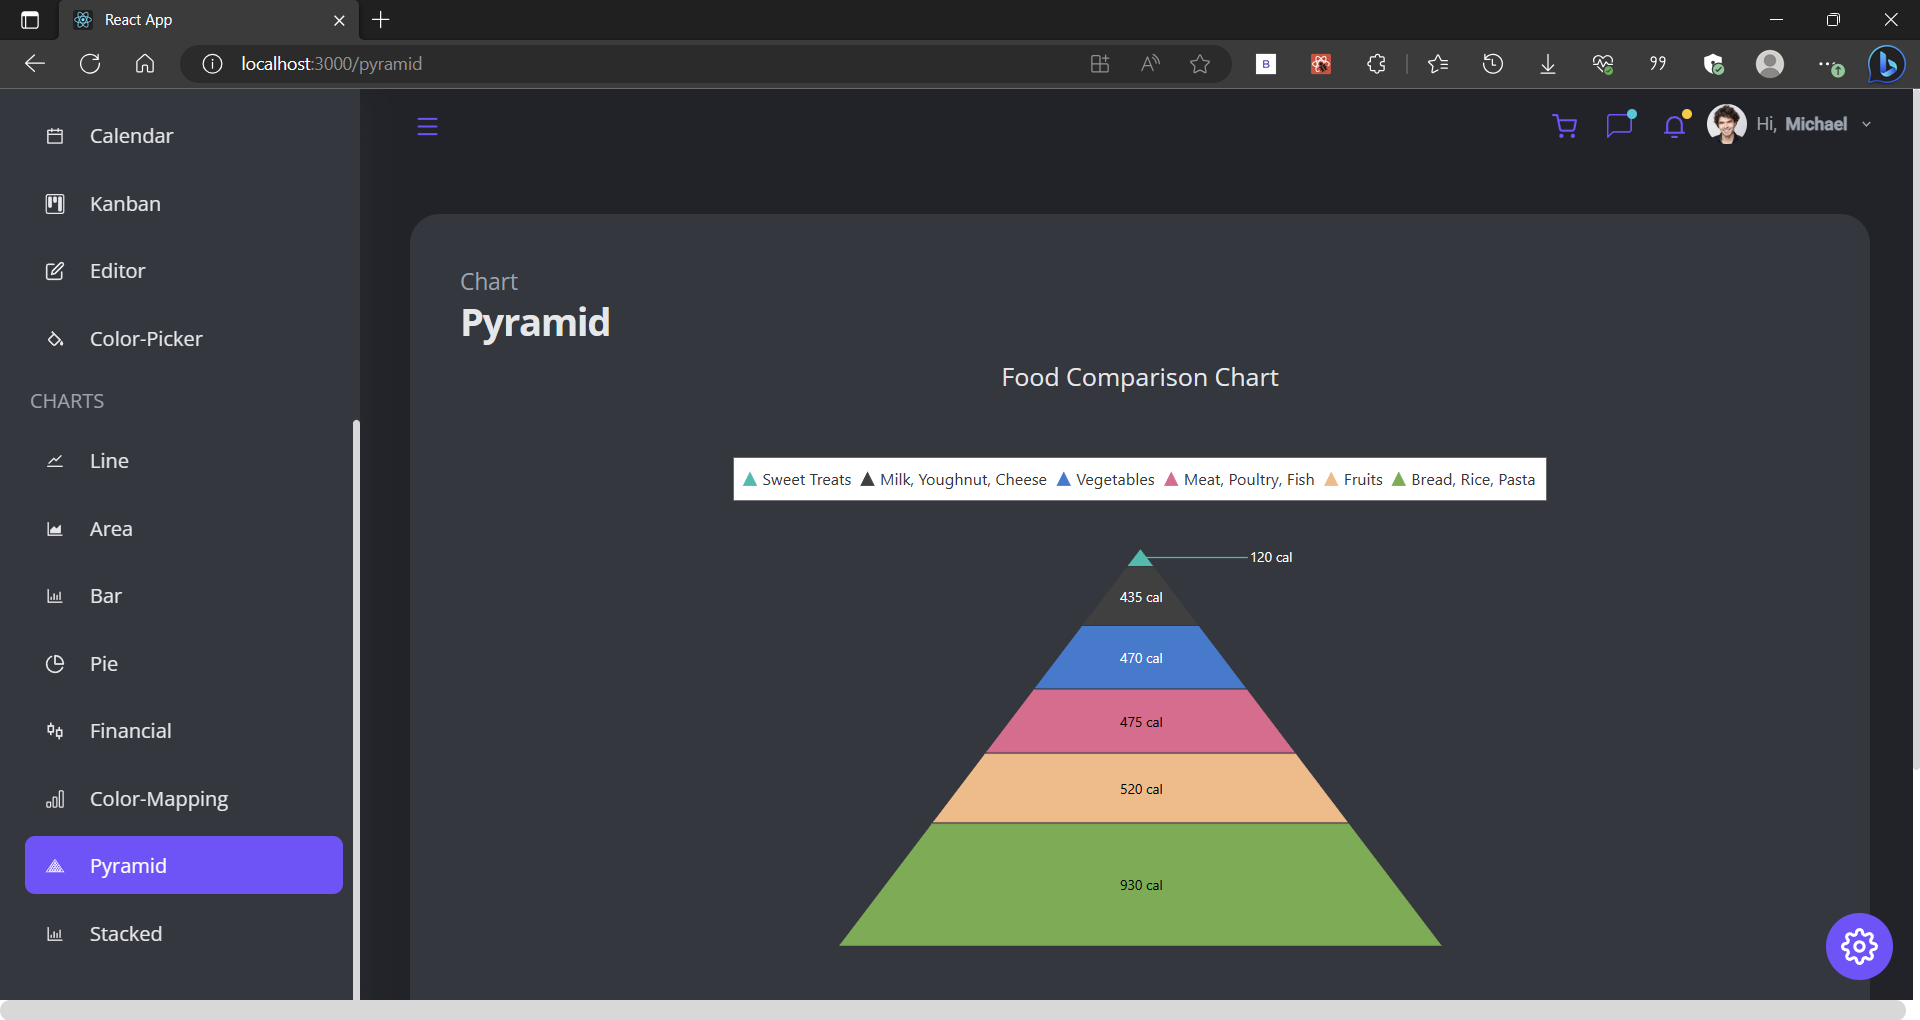 React App
localhost:3000/pyramid
B
Calendar
Kanban
Editor
Color-Picker
CHARTS
Line
Area
Bar
Pie
Financial
Color-Mapping
Pyramid
Stacked
Hi, Michael
Chart
Pyramid
Food Comparison Chart
Sweet Treats Milk, Youghnut, Cheese Vegetables Meat, Poultry, Fish Fruits Bread, Rice, Pasta
120 cal
435 cal
470 cal
475 cal
520 cal
930 cal